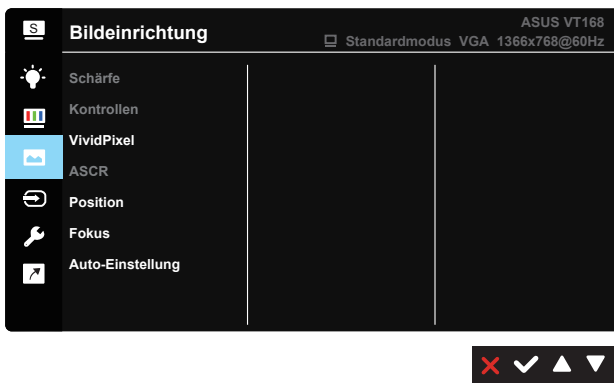 S
Bildeinrichtung
ASUS VT168
Standardmodus VGA 1366x768@60Hz
Schärfe
Kontrollen
VividPixel
ASCR
Position
Fokus
Auto-Einstellung